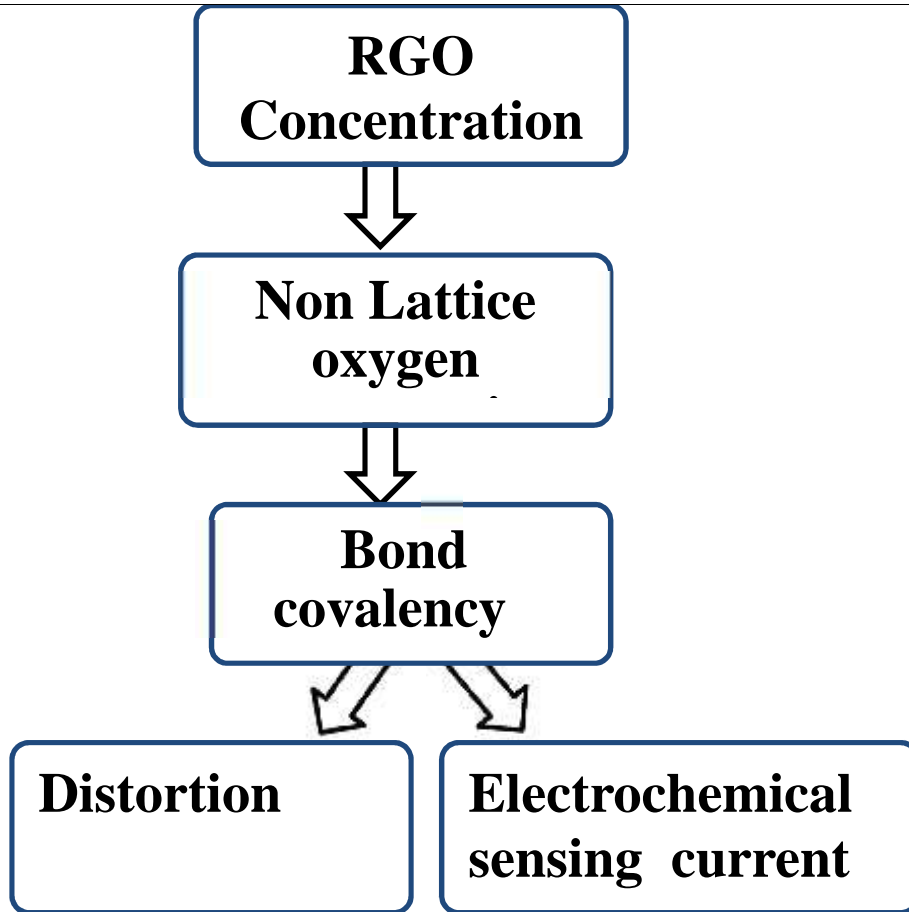 RGO
Concentration
Non Lattice
oxygen
Bond
covalency
Distortion
Electrochemical
sensing current